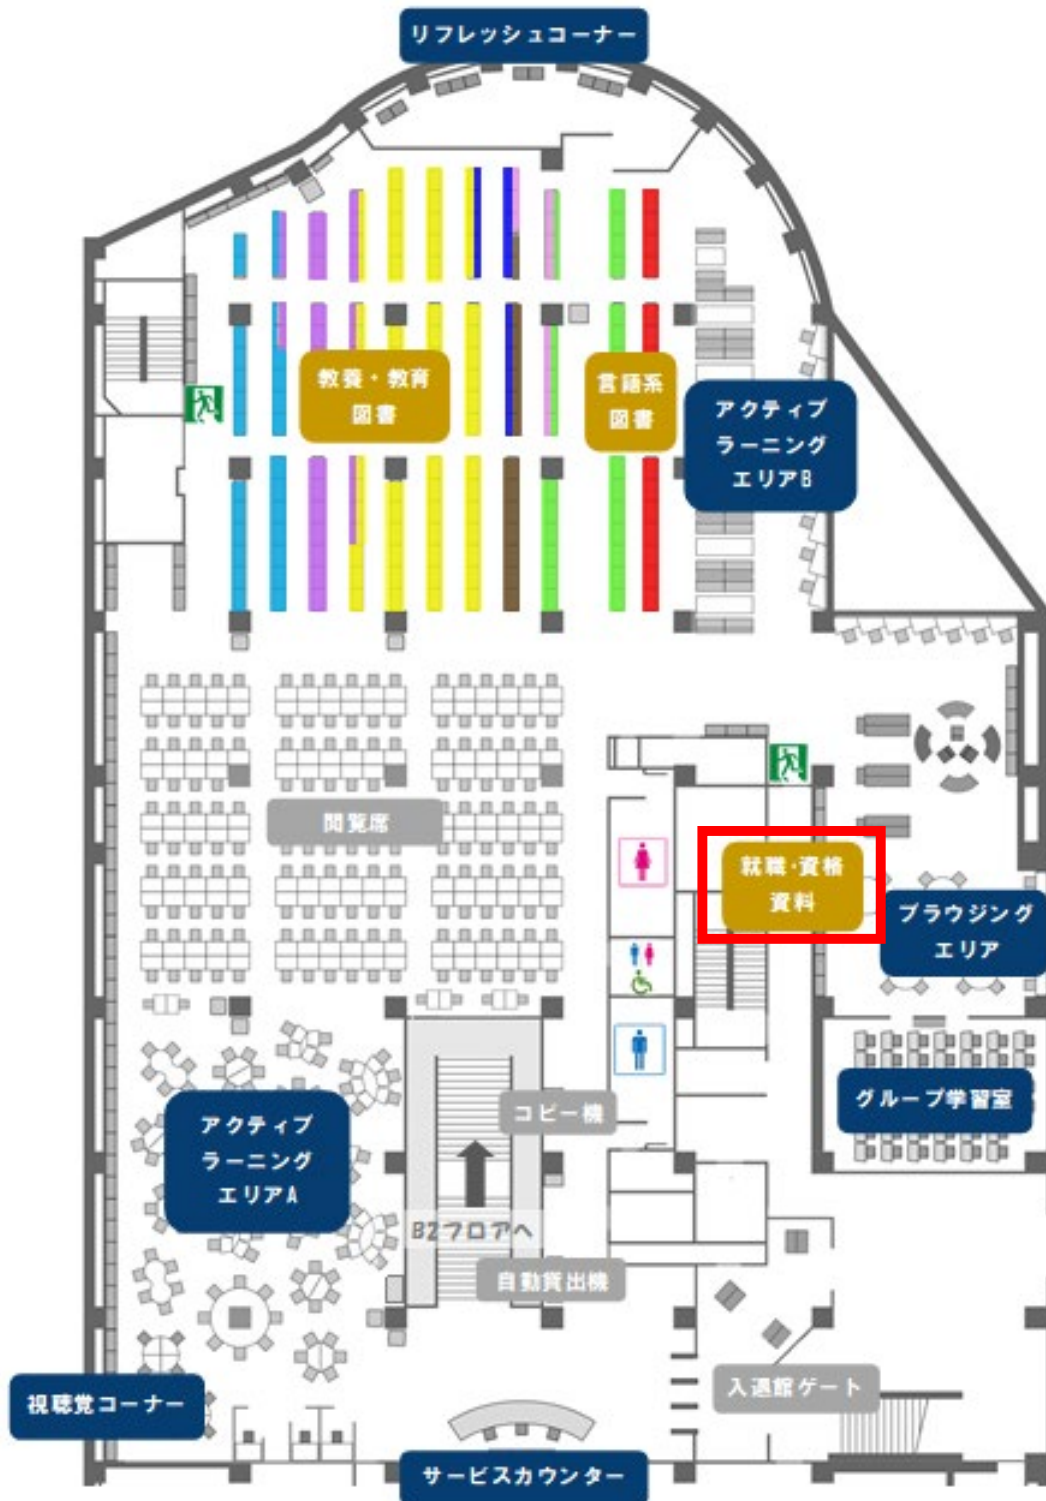 リフレッシュコーナー
教養・教育
図書
言語系
図書
アクティブ
ラーニング
エリアB
閲覧席
就職・資格
資料
ブラウジング
エリア
グループ学習室
コピー機
アクティブ
ラーニング
エリアA
B2フロアへ
自動貸出機
入退館ゲート
視聴覚コーナー
サービスカウンター